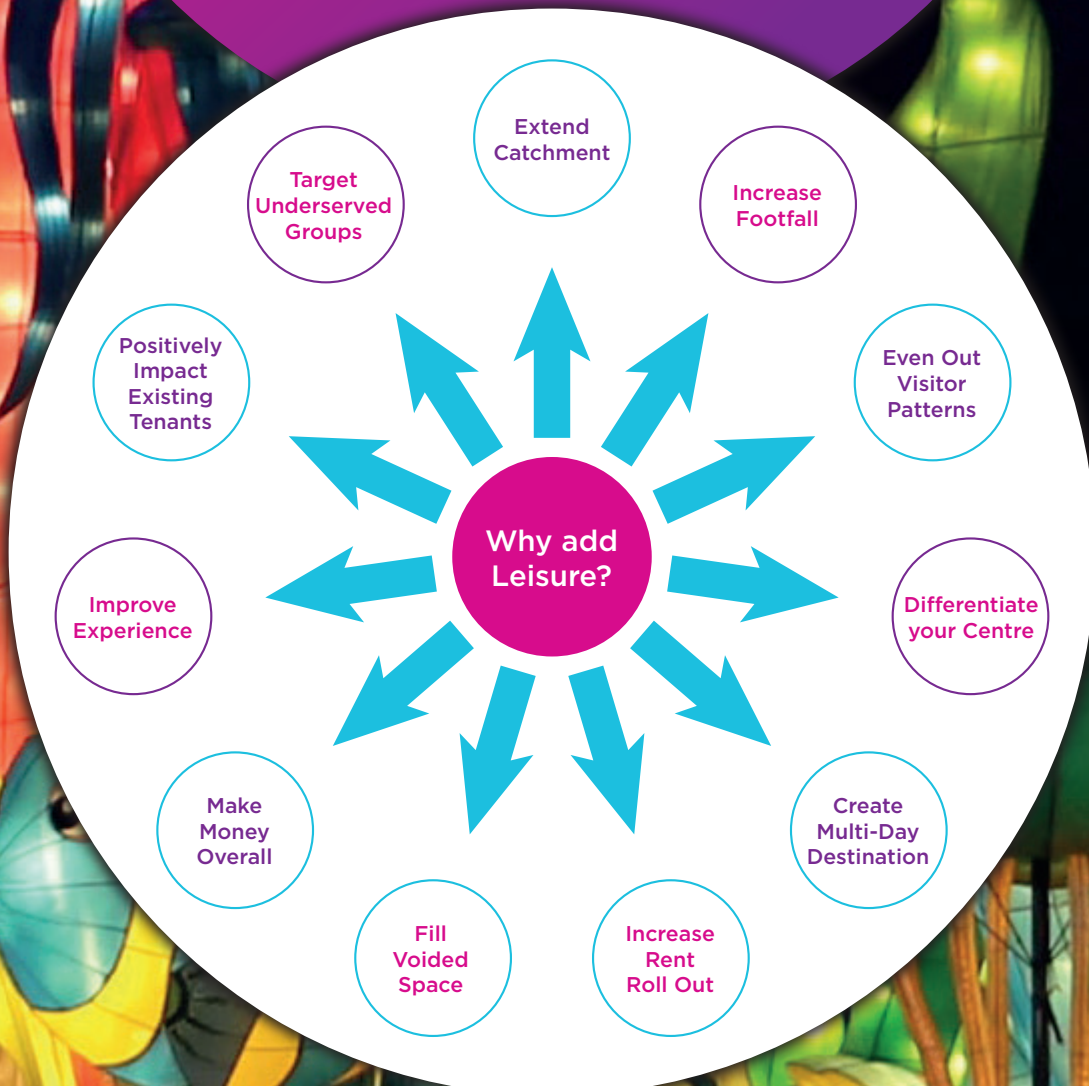 Why add
Leisure?
Extend
Catchment
Increase
Footfall
Even Out
Visitor
Patterns
Differentiate
your Centre
Create
Multi-Day
Destination
Increase
Rent
Roll Out
Fill
Voided
Space
Make
Money
Overall
Improve
Experience
Positively
Impact
Existing
Tenants
Target
Underserved
Groups